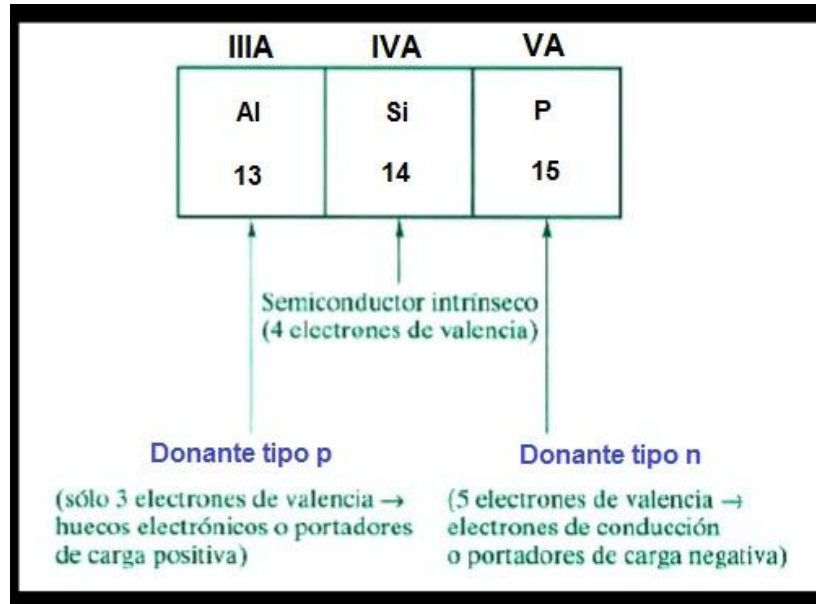 IIIA IVA VA
Al Si P
13 14 15
Semiconductor intrínseco
(4 electrones de valencia)
Donante tipo p
(sólo 3 electrones de valencia →
huecos electrónicos o portadores
de carga positiva)
Donante tipo n
(5 electrones de valencia →
electrones de conducción
o portadores de carga negativa)